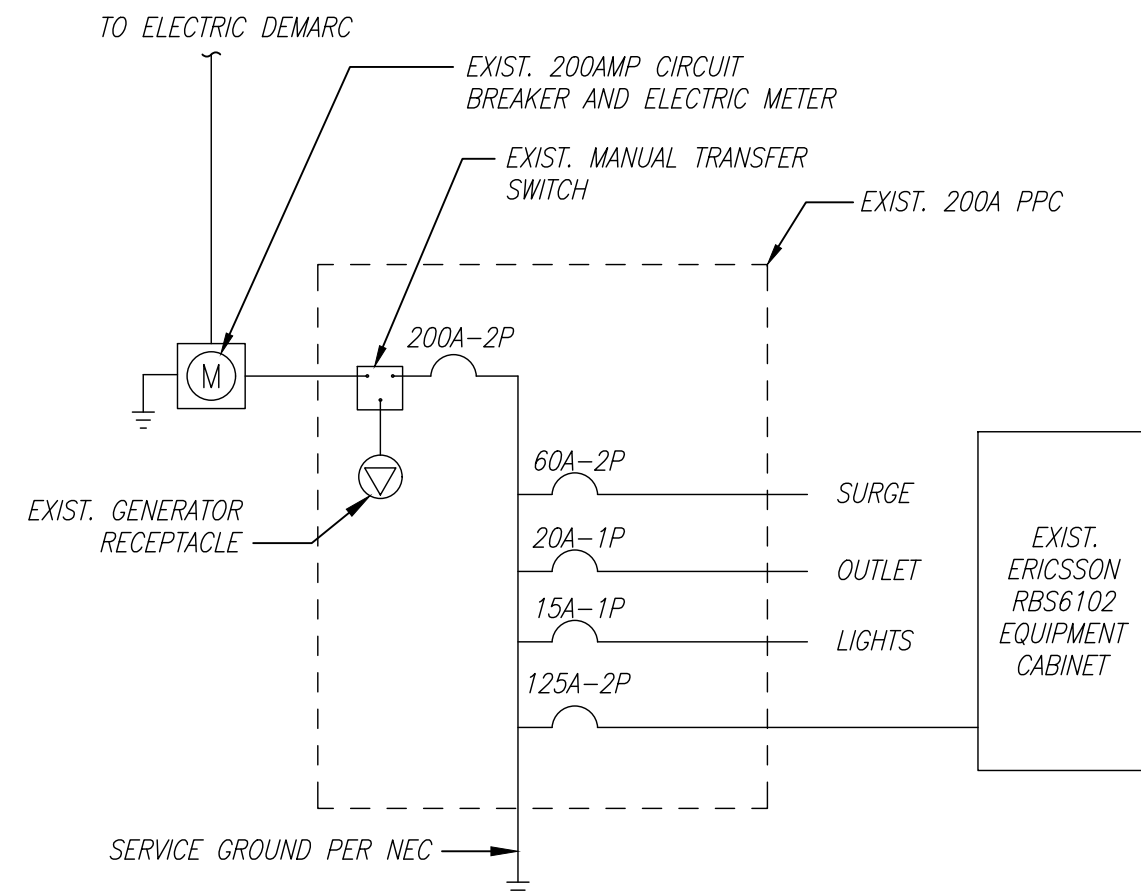 TO ELECTRIC DEMARC
EXIST. 200AMP CIRCUIT
BREAKER AND ELECTRIC METER
EXIST. MANUAL TRANSFER
SWITCH
EXIST. 200A PPC
200A-2P
M
60A-2P
SURGE
EXIST. GENERATOR
RECEPTACLE
20A-1P
OUTLET
15A-1P
LIGHTS
125A-2P
EXIST.
ERICSSON
RBS6102
EQUIPMENT
CABINET
SERVICE GROUND PER NEC